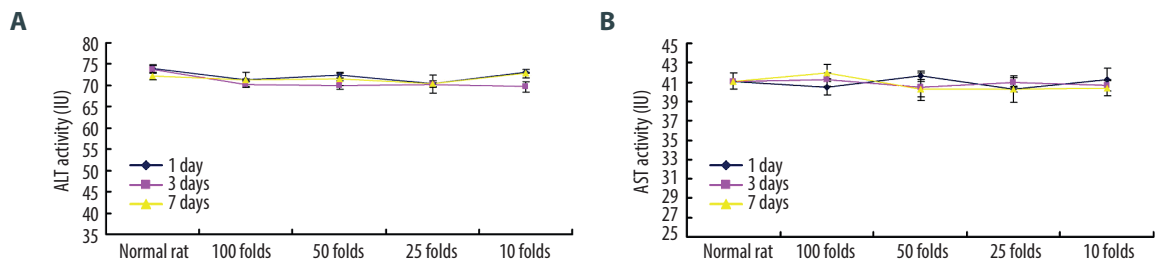 A
ALT activity (IU)
80
75
70
65
60
55
50
45
40
35
1 day
3 days
7 days
Normal rat 100 folds 50 folds 25 folds 10 folds
B
AST activity (IU)
45
43
41
39
37
35
33
31
29
27
25
1 day
3 days
7 days
Normal rat 100 folds 50 folds 25 folds 10 folds